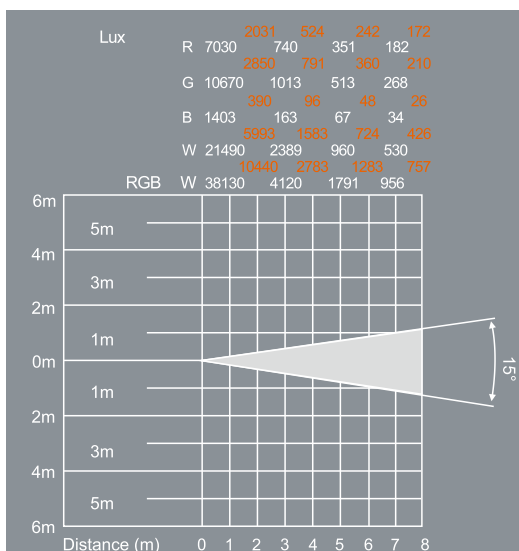 Lux
2031 524 242 172
R 7030 740 351 182
2850 791 360 210
G 10670 1013 513 268
390 96 48 26
B 1403 163 67 34
5993 1583 724 426
W 21490 2389 960 530
10440 2783 1283 757
RGB W 38130 4120 1791 956
6m
5m
4m
3m
2m
1m
0m
1m
2m
3m
4m
5m
6m
15°
Distance (m) 0 1 2 3 4 5 6 7 8